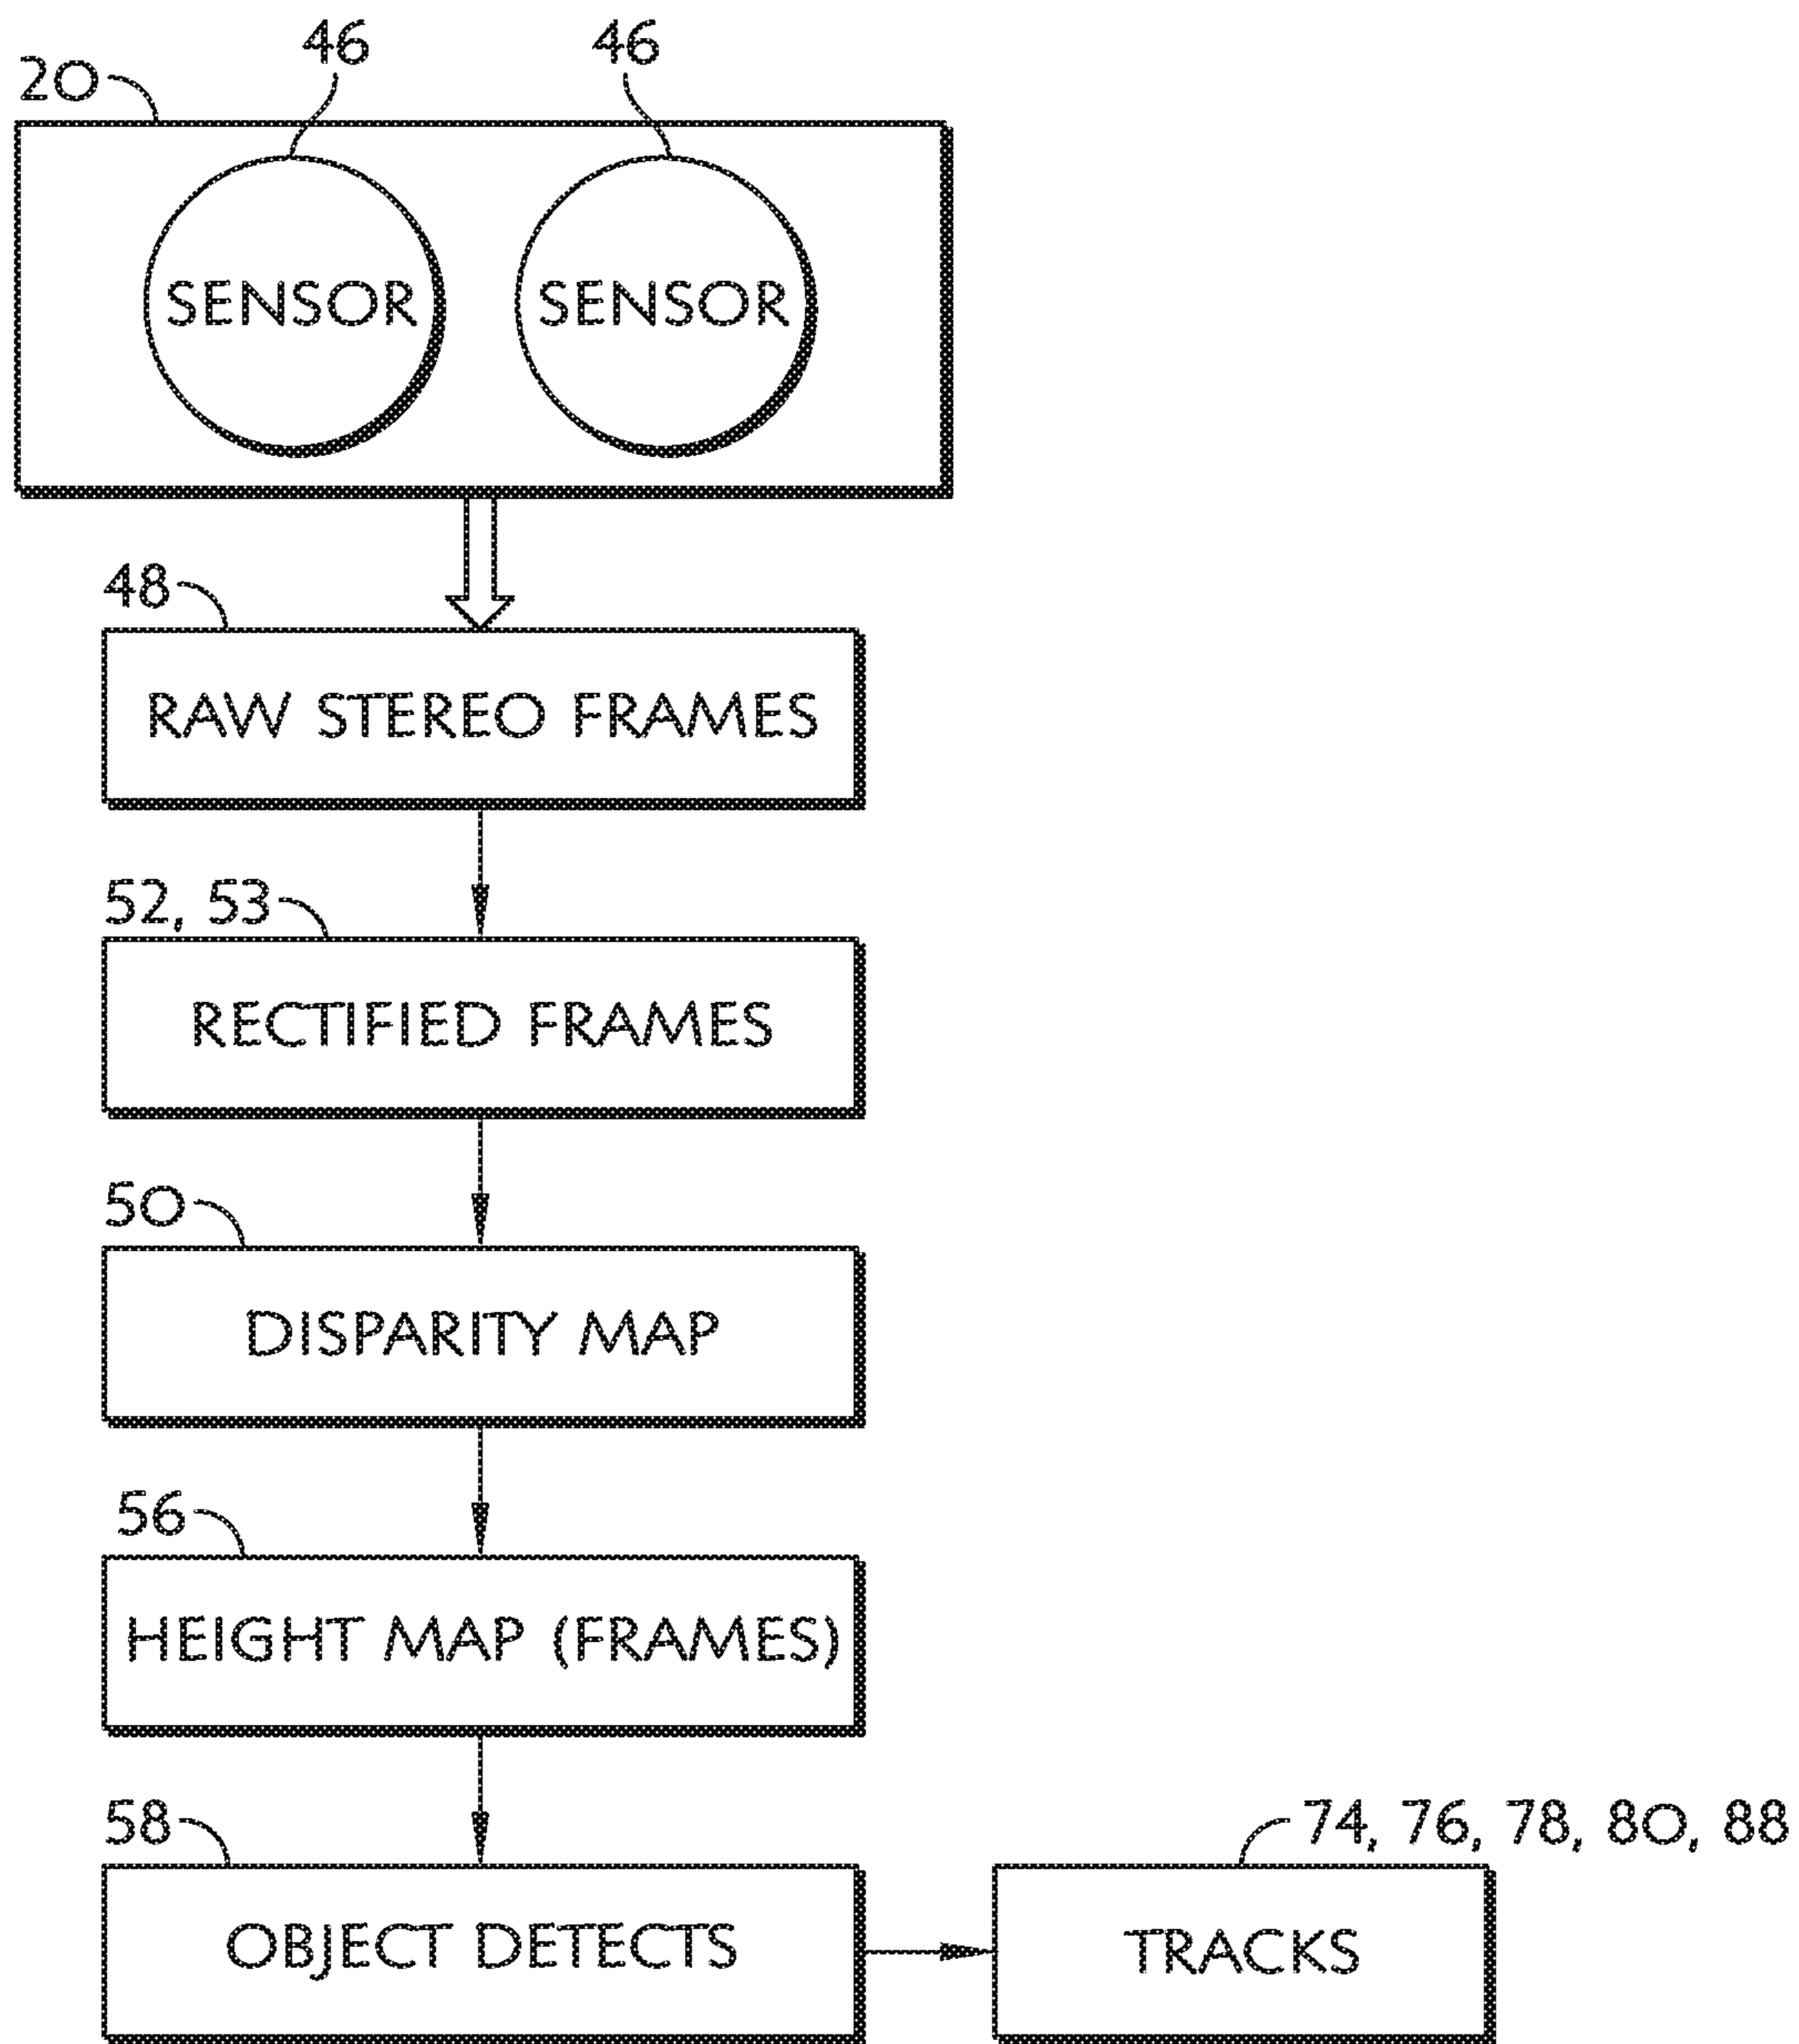 46
46
20
SENSOR
SENSOR
48
RAW STEREO FRAMES
52, 53
RECTIFIED FRAMES
50
DISPARITY MAP
56
HEIGHT MAP (FRAMES)
58
74, 76, 78, 80, 88
OBJECT DETECTS
TRACKS